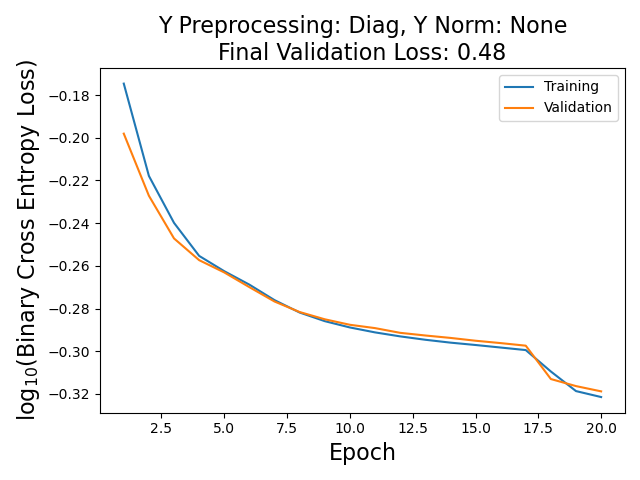 Y Preprocessing: Diag, Y Norm: None
Final Validation Loss: 0.48
Training
Validation
−0.18
−0.20
−0.22
−0.24
−0.26
−0.28
−0.30
−0.32
log₁₀(Binary Cross Entropy Loss)
2.5 5.0 7.5 10.0 12.5 15.0 17.5 20.0
Epoch